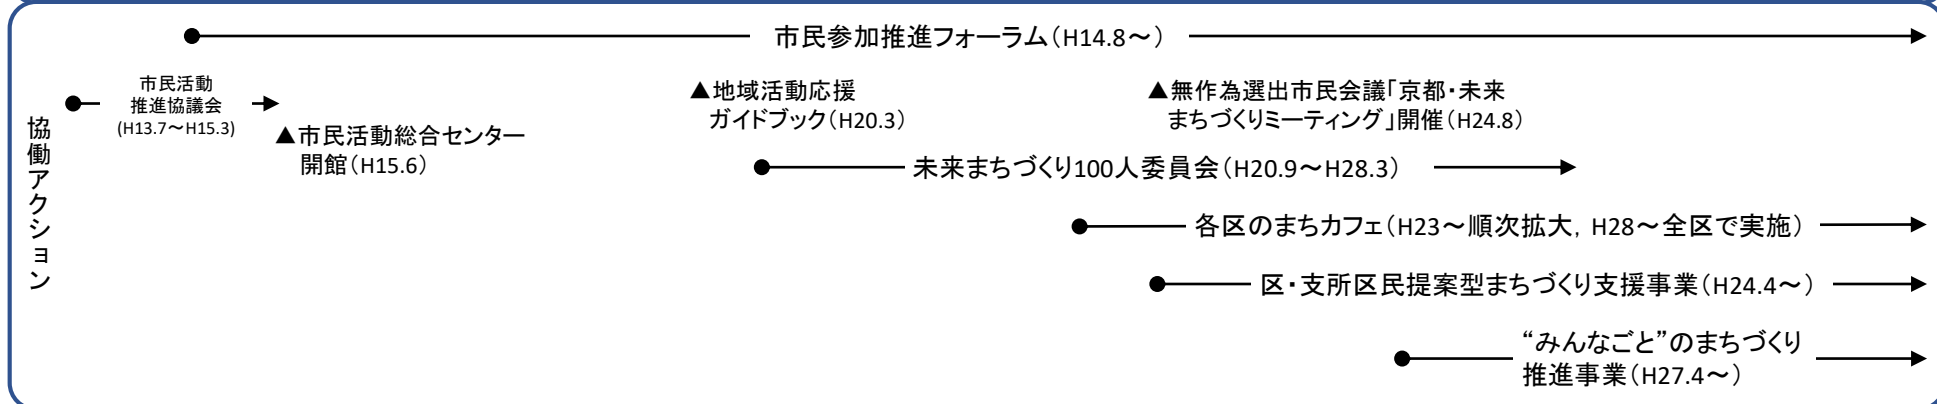 協働アクション
市民参加推進フォーラム（H14.8～）
市民活動
推進協議会
(H13.7～H15.3)
▲市民活動総合センター
開館（H15.6）
▲地域活動応援
ガイドブック（H20.3）
▲無作為選出市民会議「京都・未来
まちづくりミーティング」開催（H24.8）
未来まちづくり100人委員会（H20.9～H28.3）
各区のまちカフェ（H23～順次拡大，H28～全区で実施）
区・支所区民提案型まちづくり支援事業（H24.4～）
“みんなごと”のまちづくり
推進事業（H27.4～）